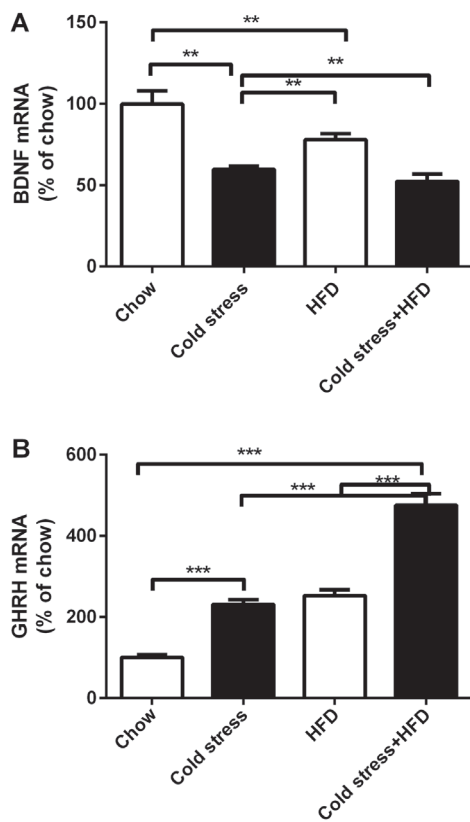 A
BDNF mRNA
(% of chow)
150
100
50
0
**
**
**
**
Chow
Cold stress
HFD
Cold stress+HFD
B
GHRH mRNA
(% of chow)
600
400
200
0
***
***
***
***
Chow
Cold stress
HFD
Cold stress+HFD